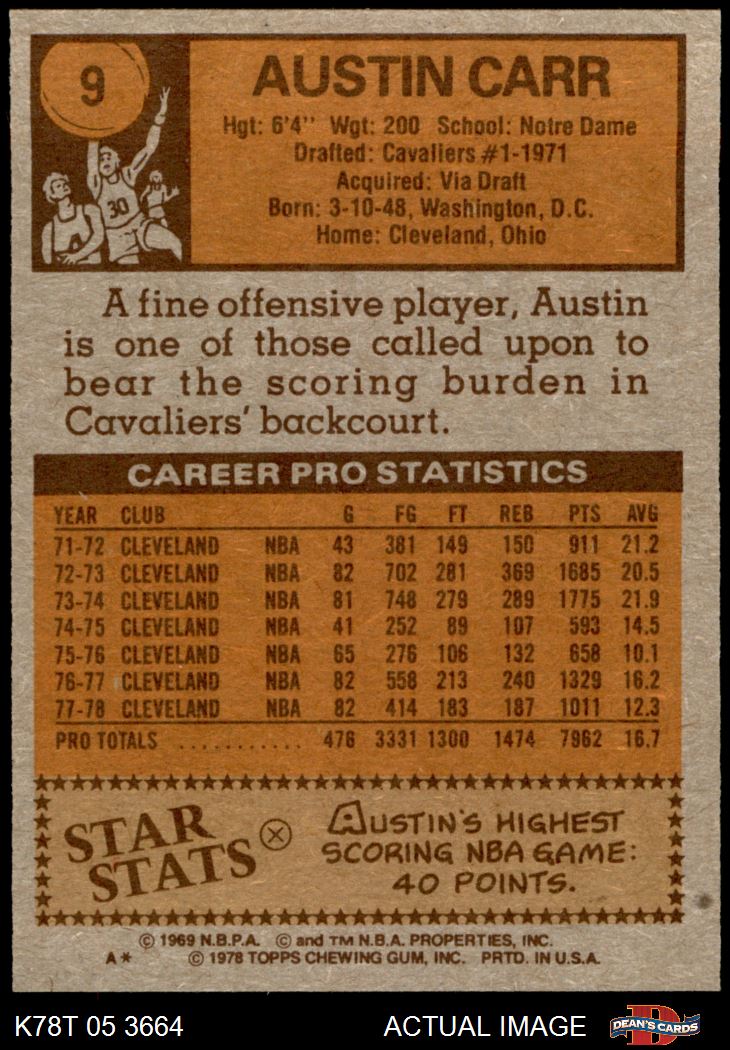 9
AUSTIN CARR
Hgt: 6'4" Wgt: 200 School: Notre Dame
Drafted: Cavaliers #1-1971
Acquired: Via Draft
Born: 3-10-48, Washington, D.C.
Home: Cleveland, Ohio
30
A fine offensive player, Austin
is one of those called upon to
bear the scoring burden in
Cavaliers' backcourt.
CAREER PRO STATISTICS
YEAR CLUB G FG FT REB PTS AVG
71-72 CLEVELAND NBA 43 381 149 150 911 21.2
72-73 CLEVELAND NBA 82 702 281 369 1685 20.5
73-74 CLEVELAND NBA 81 748 279 289 1775 21.9
74-75 CLEVELAND NBA 41 252 89 107 593 14.5
75-76 CLEVELAND NBA 65 276 106 132 658 10.1
76-77 CLEVELAND NBA 82 558 213 240 1329 16.2
77-78 CLEVELAND NBA 82 414 183 187 1011 12.3
PRO TOTALS ........... 476 3331 1300 1474 7962 16.7
STAR
STATS
AUSTIN'S HIGHEST
SCORING NBA GAME:
40 POINTS.
© 1969 N.B.P.A. © and TM N.B.A. PROPERTIES, INC.
A* © 1978 TOPPS CHEWING GUM, INC. PRTD. IN U.S.A.
K78T 05 3664 ACTUAL IMAGE
D
DEAN'S CARDS